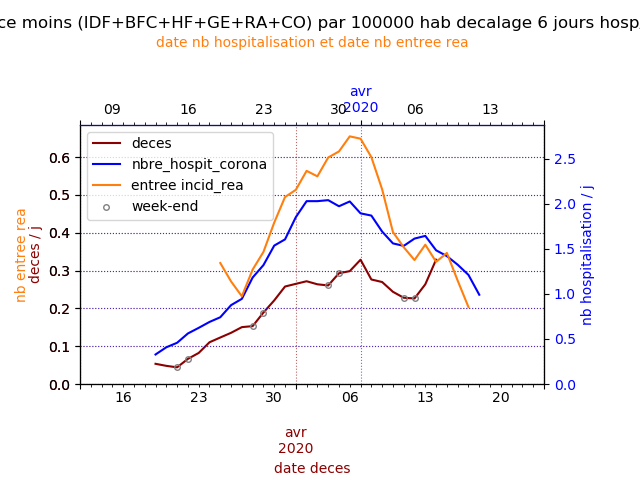 ce moins (IDF+BFC+HF+GE+RA+CO) par 100000 hab decalage 6 jours hosp
date nb hospitalisation et date nb entree rea
avr
2020
09 16 23 30 06 13
deces
nbre_hospit_corona
entree incid_rea
week-end
0.6
0.5
0.4
0.3
0.2
0.1
0.0
2.5
2.0
1.5
1.0
0.5
0.0
nb entree rea
deces / j
nb hospitalisation / j
16 23 30 06 13 20
avr
2020
date deces